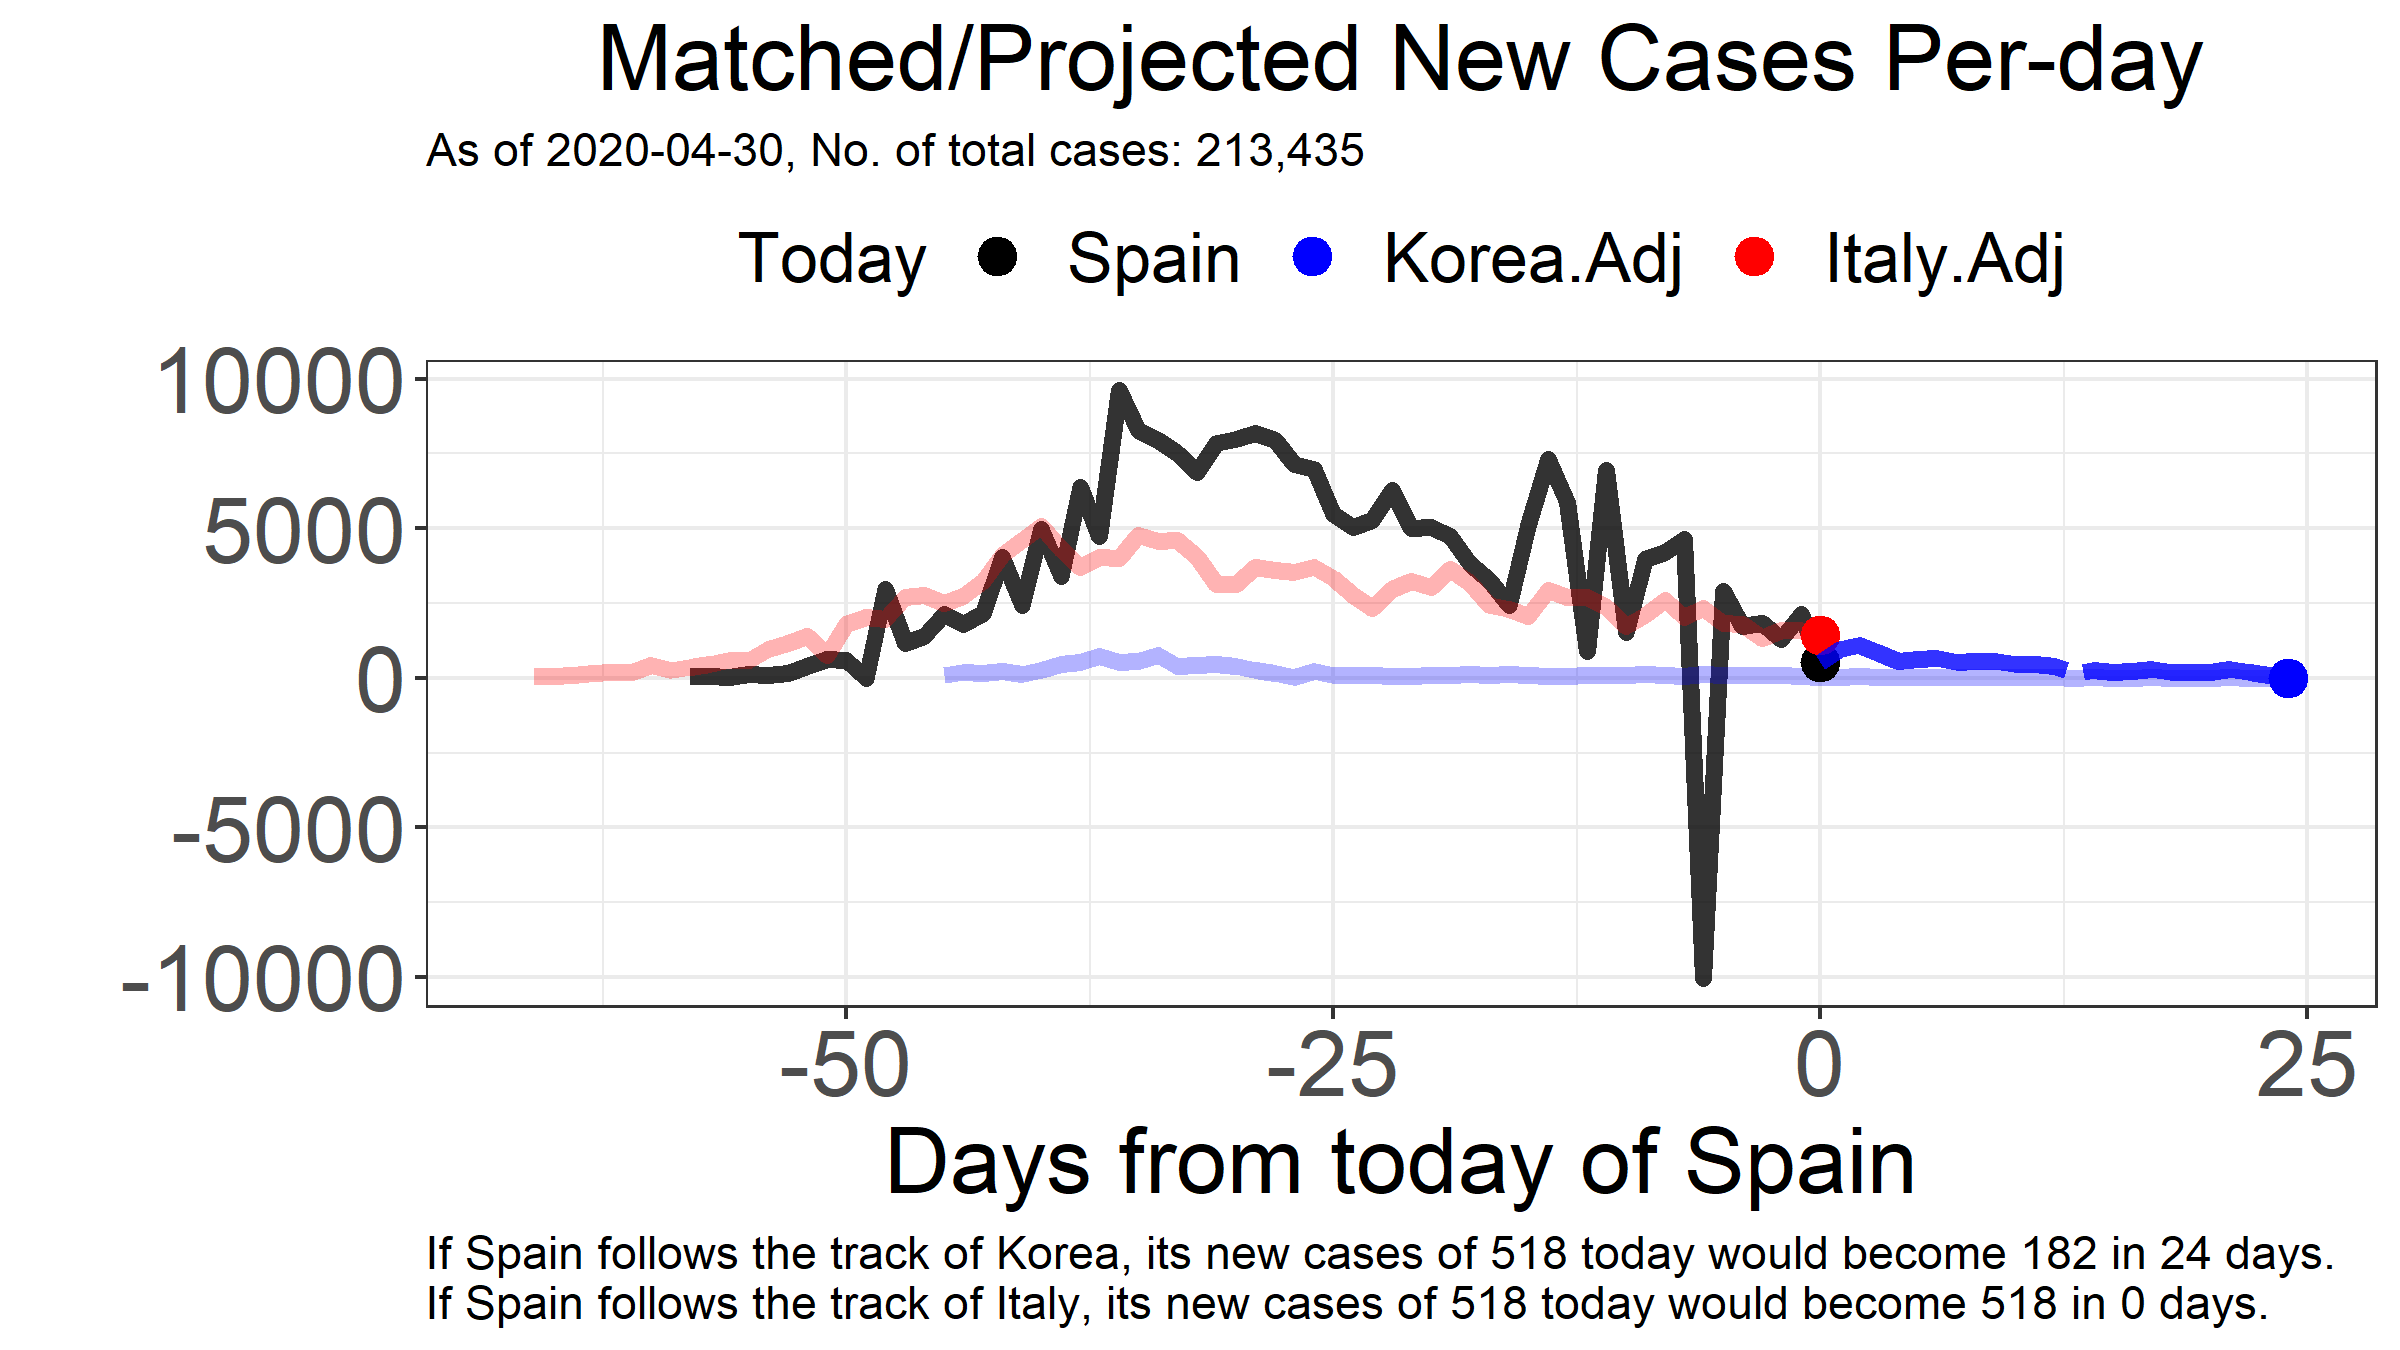 Matched/Projected New Cases Per-day
As of 2020-04-30, No. of total cases: 213,435
Today Spain Korea.Adj Italy.Adj
10000
5000
0
-5000
-10000
-50 -25 0 25
Days from today of Spain
If Spain follows the track of Korea, its new cases of 518 today would become 182 in 24 days.
If Spain follows the track of Italy, its new cases of 518 today would become 518 in 0 days.